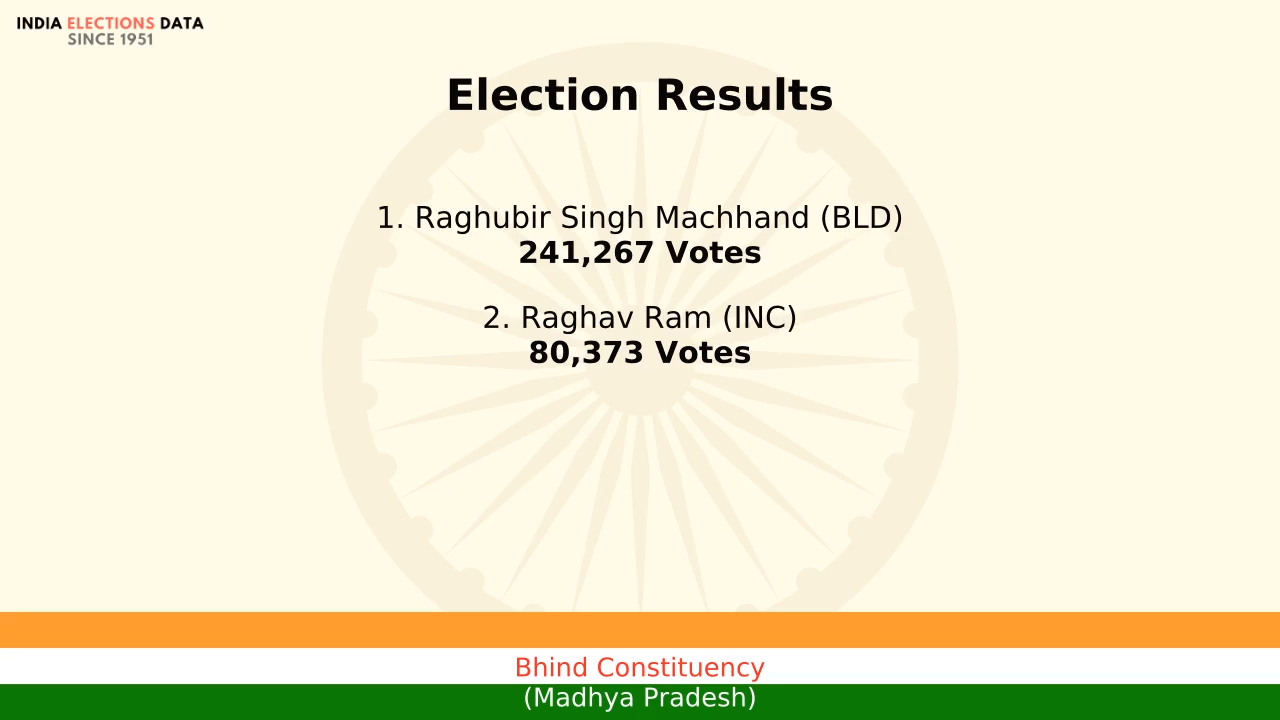 INDIA ELECTIONS DATA
SINCE 1951
Election Results
1. Raghubir Singh Machhand (BLD)
241,267 Votes
2. Raghav Ram (INC)
80,373 Votes
Bhind Constituency
(Madhya Pradesh)